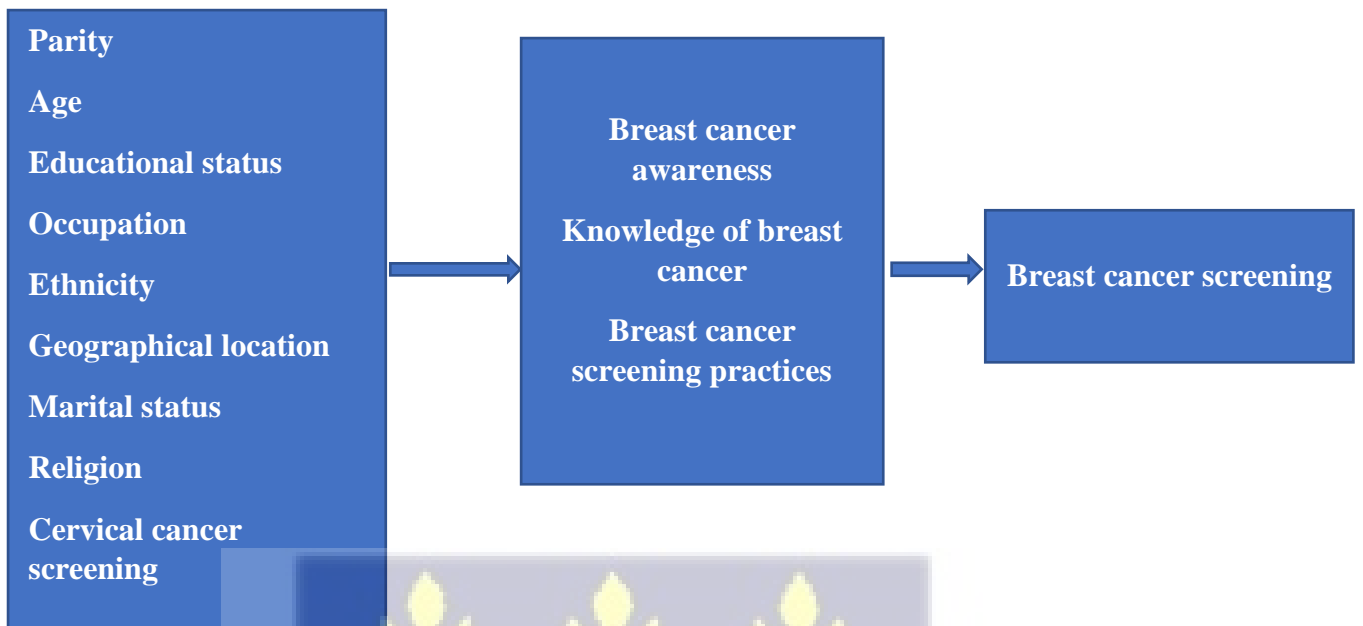 Parity
Age
Educational status
Occupation
Ethnicity
Geographical location
Marital status
Religion
Cervical cancer
screening
Breast cancer
awareness
Knowledge of breast
cancer
Breast cancer
screening practices
Breast cancer screening